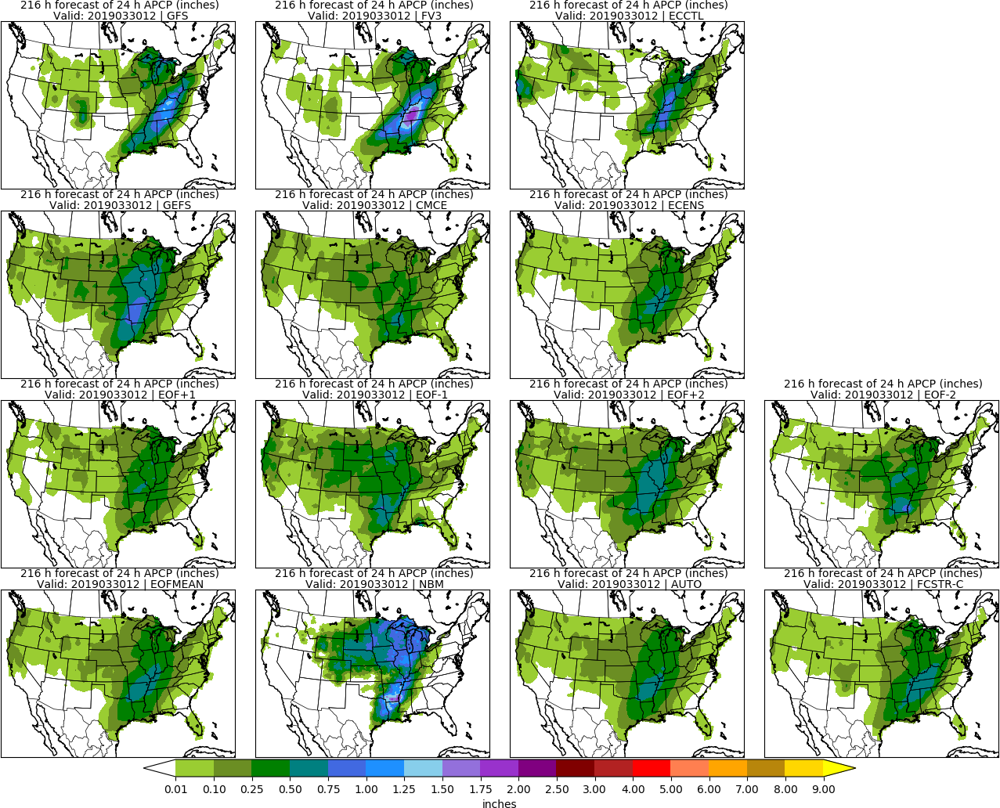 216 h forecast of 24 h APCP (inches)
Valid: 2019033012 | GFS
216 h forecast of 24 h APCP (inches)
Valid: 2019033012 | FV3
216 h forecast of 24 h APCP (inches)
Valid: 2019033012 | ECCTL
216 h forecast of 24 h APCP (inches)
Valid: 2019033012 | GEFS
216 h forecast of 24 h APCP (inches)
Valid: 2019033012 | CMCE
216 h forecast of 24 h APCP (inches)
Valid: 2019033012 | ECENS
216 h forecast of 24 h APCP (inches)
Valid: 2019033012 | EOF+1
216 h forecast of 24 h APCP (inches)
Valid: 2019033012 | EOF-1
216 h forecast of 24 h APCP (inches)
Valid: 2019033012 | EOF+2
216 h forecast of 24 h APCP (inches)
Valid: 2019033012 | EOF-2
216 h forecast of 24 h APCP (inches)
Valid: 2019033012 | EOFMEAN
216 h forecast of 24 h APCP (inches)
Valid: 2019033012 | NBM
216 h forecast of 24 h APCP (inches)
Valid: 2019033012 | AUTO
216 h forecast of 24 h APCP (inches)
Valid: 2019033012 | FCSTR-C
0.01 0.10 0.25 0.50 0.75 1.00 1.25 1.50 1.75 2.00 2.50 3.00 4.00 5.00 6.00 7.00 8.00 9.00
inches